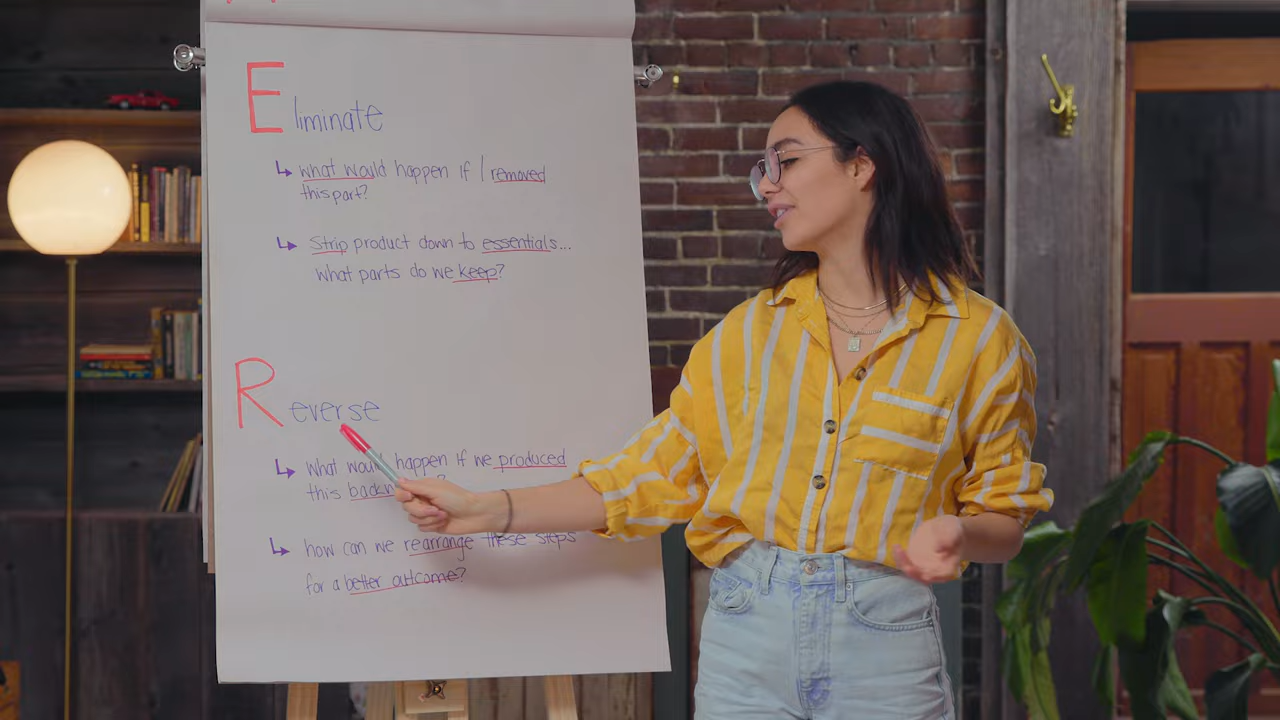 Eliminate
what would happen if I removed
this part?
Strip product down to essentials...
what parts do we keep?
Reverse
What would happen if we produced
this
how can we rearrange these steps
for a better outcome?